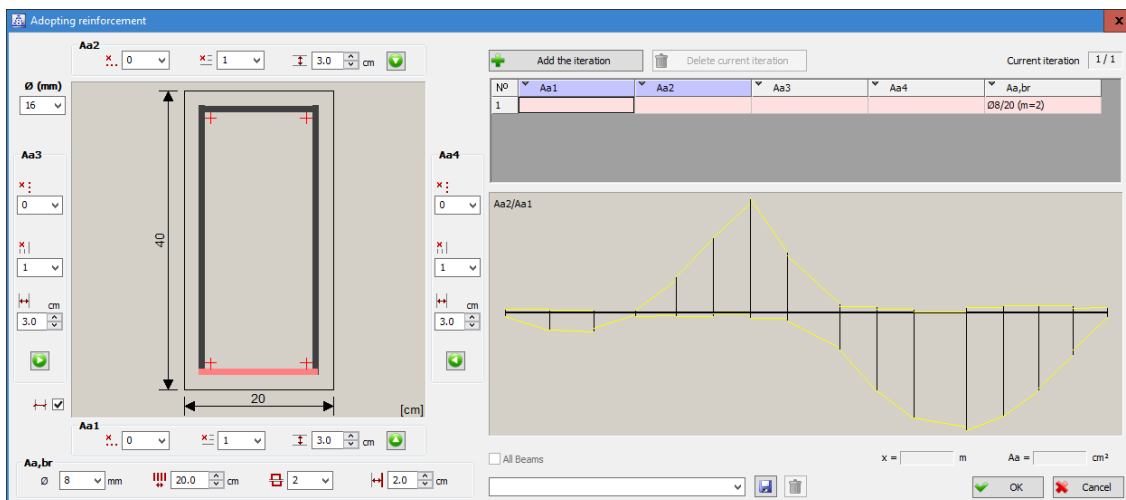 Adopting reinforcement
x
Aa2
0
1
3.0 cm
Ø (mm)
16
Aa3
0
1
cm
3.0
40
20
[cm]
Aa4
0
1
cm
3.0
Aa1
0
1
3.0 cm
Aa,br
Ø 8 mm 20.0 cm 2 2.0 cm
Add the iteration
Delete current iteration
Current iteration 1 / 1
Nº Aa1 Aa2 Aa3 Aa4 Aa,br
1 Ø8/20 (m=2)
Aa2/Aa1
All Beams
x = m Aa = cm²
OK
Cancel